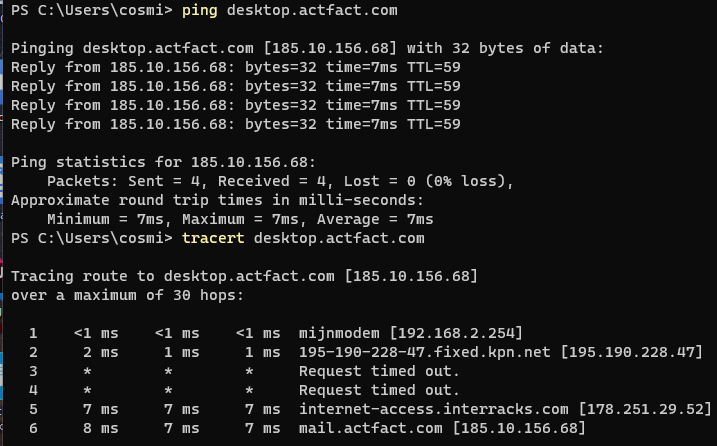 PS C:\Users\cosmi> ping desktop.actfact.com
Pinging desktop.actfact.com [185.10.156.68] with 32 bytes of data:
Reply from 185.10.156.68: bytes=32 time=7ms TTL=59
Reply from 185.10.156.68: bytes=32 time=7ms TTL=59
Reply from 185.10.156.68: bytes=32 time=7ms TTL=59
Reply from 185.10.156.68: bytes=32 time=7ms TTL=59
Ping statistics for 185.10.156.68:
    Packets: Sent = 4, Received = 4, Lost = 0 (0% loss),
Approximate round trip times in milli-seconds:
    Minimum = 7ms, Maximum = 7ms, Average = 7ms
PS C:\Users\cosmi> tracert desktop.actfact.com
Tracing route to desktop.actfact.com [185.10.156.68]
over a maximum of 30 hops:
  1    <1 ms    <1 ms    <1 ms  mijnmodem [192.168.2.254]
  2     2 ms     1 ms     1 ms  195-190-228-47.fixed.kpn.net [195.190.228.47]
  3     *        *        *     Request timed out.
  4     *        *        *     Request timed out.
  5     7 ms     7 ms     7 ms  internet-access.interracks.com [178.251.29.52]
  6     8 ms     7 ms     7 ms  mail.actfact.com [185.10.156.68]